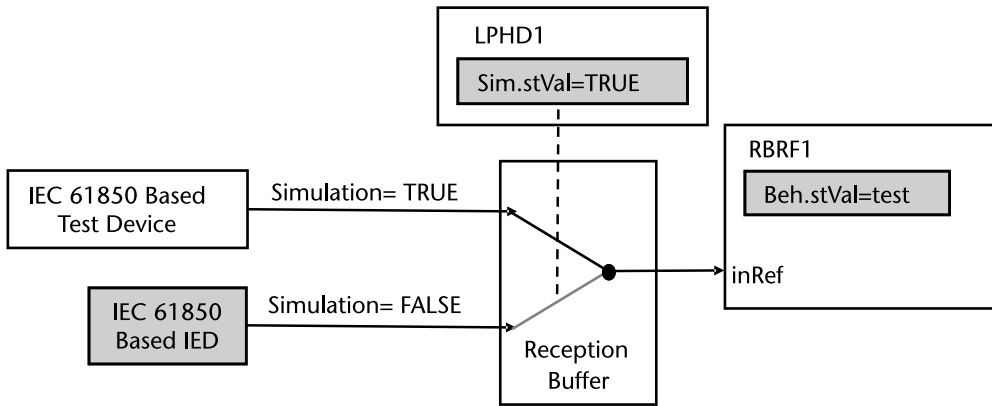 LPHD1
Sim.stVal=TRUE
RBRF1
Beh.stVal=test
inRef
IEC 61850 Based
Test Device
Simulation= TRUE
IEC 61850
Based IED
Simulation= FALSE
Reception
Buffer